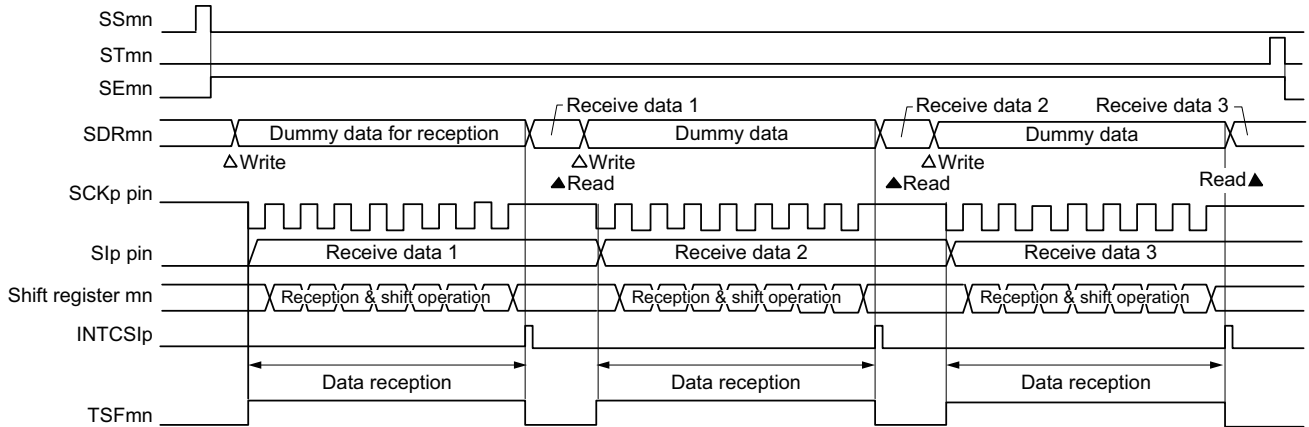 SSmn
STmn
SEmn
Receive data 1
Receive data 2
Receive data 3
SDRmn
Dummy data for reception
Dummy data
Dummy data
△Write
△Write
△Write
▲Read
▲Read
Read▲
SCKp pin
SIp pin
Receive data 1
Receive data 2
Receive data 3
Shift register mn
Reception & shift operation
Reception & shift operation
Reception & shift operation
INTCSIp
Data reception
Data reception
Data reception
TSFmn